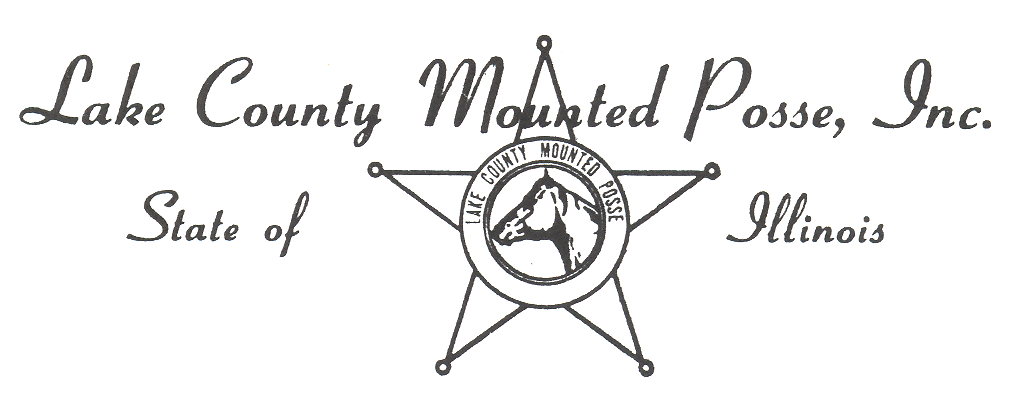 Lake County Mounted Posse, Inc.
LAKE COUNTY MOUNTED POSSE
State of
Illinois